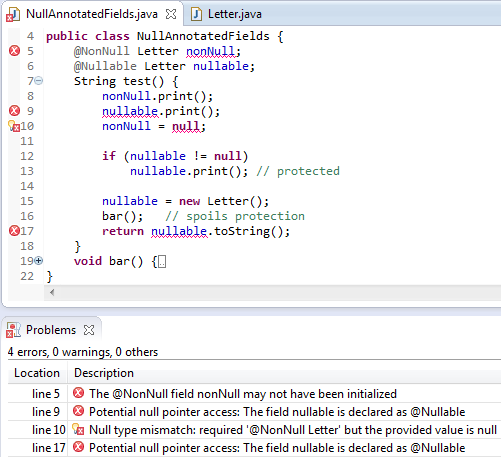 NullAnnotatedFields.java Letter.java
4 public class NullAnnotatedFields {
5 @NonNull Letter nonNull;
6 @Nullable Letter nullable;
7 String test() {
8 nonNull.print();
9 nullable.print();
10 nonNull = null;
11
12 if (nullable != null)
13 nullable.print(); // protected
14
15 nullable = new Letter();
16 bar(); // spoils protection
17 return nullable.toString();
18 }
19 void bar() {
22 }
Problems
4 errors, 0 warnings, 0 others
Location Description
line 5 The @NonNull field nonNull may not have been initialized
line 9 Potential null pointer access: The field nullable is declared as @Nullable
line 10 Null type mismatch: required '@NonNull Letter' but the provided value is null
line 17 Potential null pointer access: The field nullable is declared as @Nullable